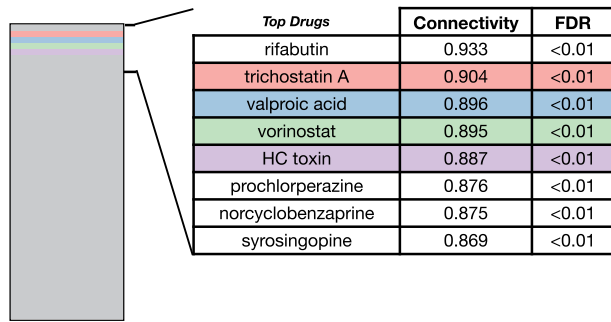 Top Drugs Connectivity FDR
rifabutin 0.933 <0.01
trichostatin A 0.904 <0.01
valproic acid 0.896 <0.01
vorinostat 0.895 <0.01
HC toxin 0.887 <0.01
prochlorperazine 0.876 <0.01
norcyclobenzaprine 0.875 <0.01
syrosingopine 0.869 <0.01